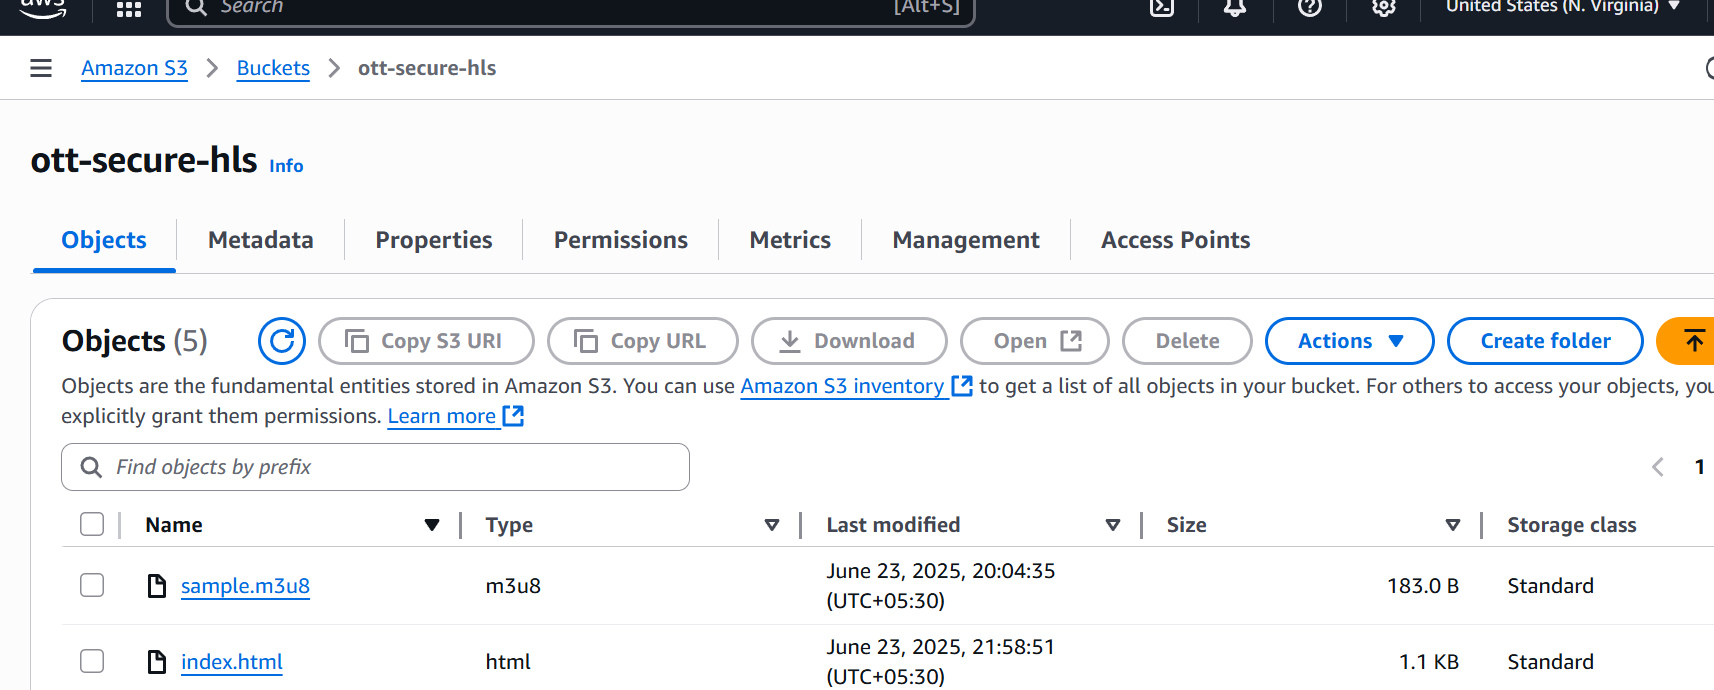 aws Search [Alt+S] United States (N. Virginia)
Amazon S3 Buckets ott-secure-hls
ott-secure-hls Info
Objects Metadata Properties Permissions Metrics Management Access Points
Objects (5) Copy S3 URI Copy URL Download Open Delete Actions Create folder
Objects are the fundamental entities stored in Amazon S3. You can use Amazon S3 inventory to get a list of all objects in your bucket. For others to access your objects, you
explicitly grant them permissions. Learn more
Find objects by prefix 1
Name Type Last modified Size Storage class
sample.m3u8 m3u8 June 23, 2025, 20:04:35 183.0 B Standard
(UTC+05:30)
index.html html June 23, 2025, 21:58:51 1.1 KB Standard
(UTC+05:30)